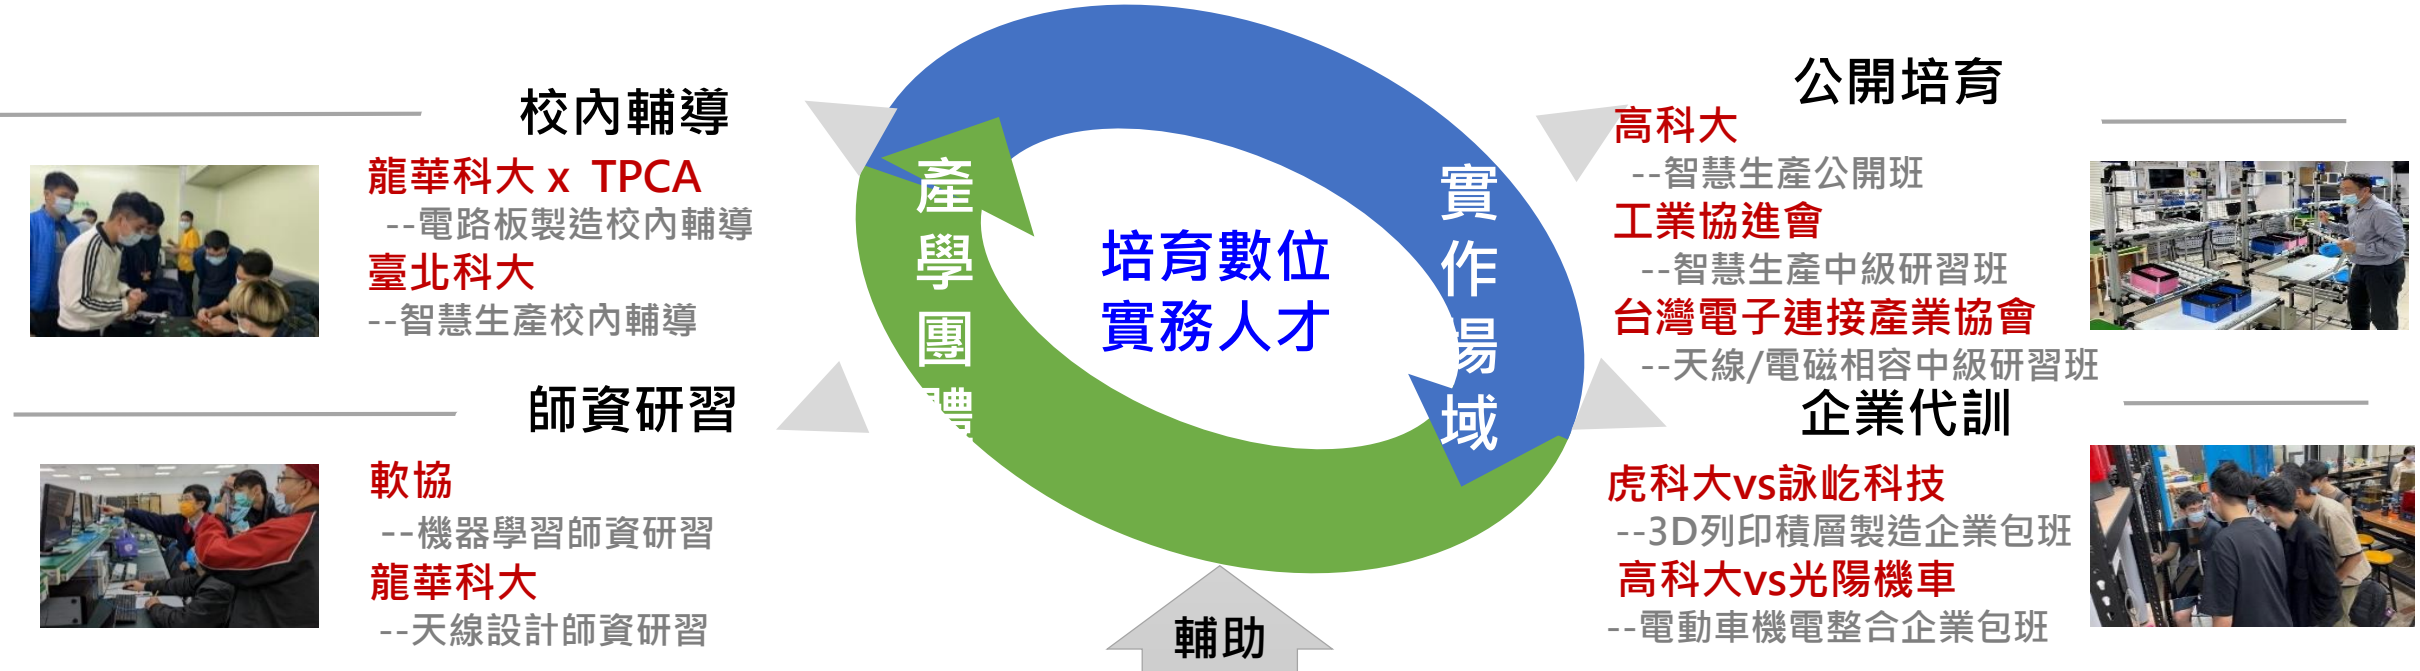 校內輔導
龍華科大 x TPCA
--電路板製造校內輔導
臺北科大
--智慧生產校內輔導
師資研習
軟協
--機器學習師資研習
龍華科大
--天線設計師資研習
產學團體
培育數位
實務人才
實作場域
輔助
公開培育
高科大
--智慧生產公開班
工業協進會
--智慧生產中級研習班
台灣電子連接產業協會
--天線/電磁相容中級研習班
企業代訓
虎科大vs詠屹科技
--3D列印積層製造企業包班
高科大vs光陽機車
--電動車機電整合企業包班